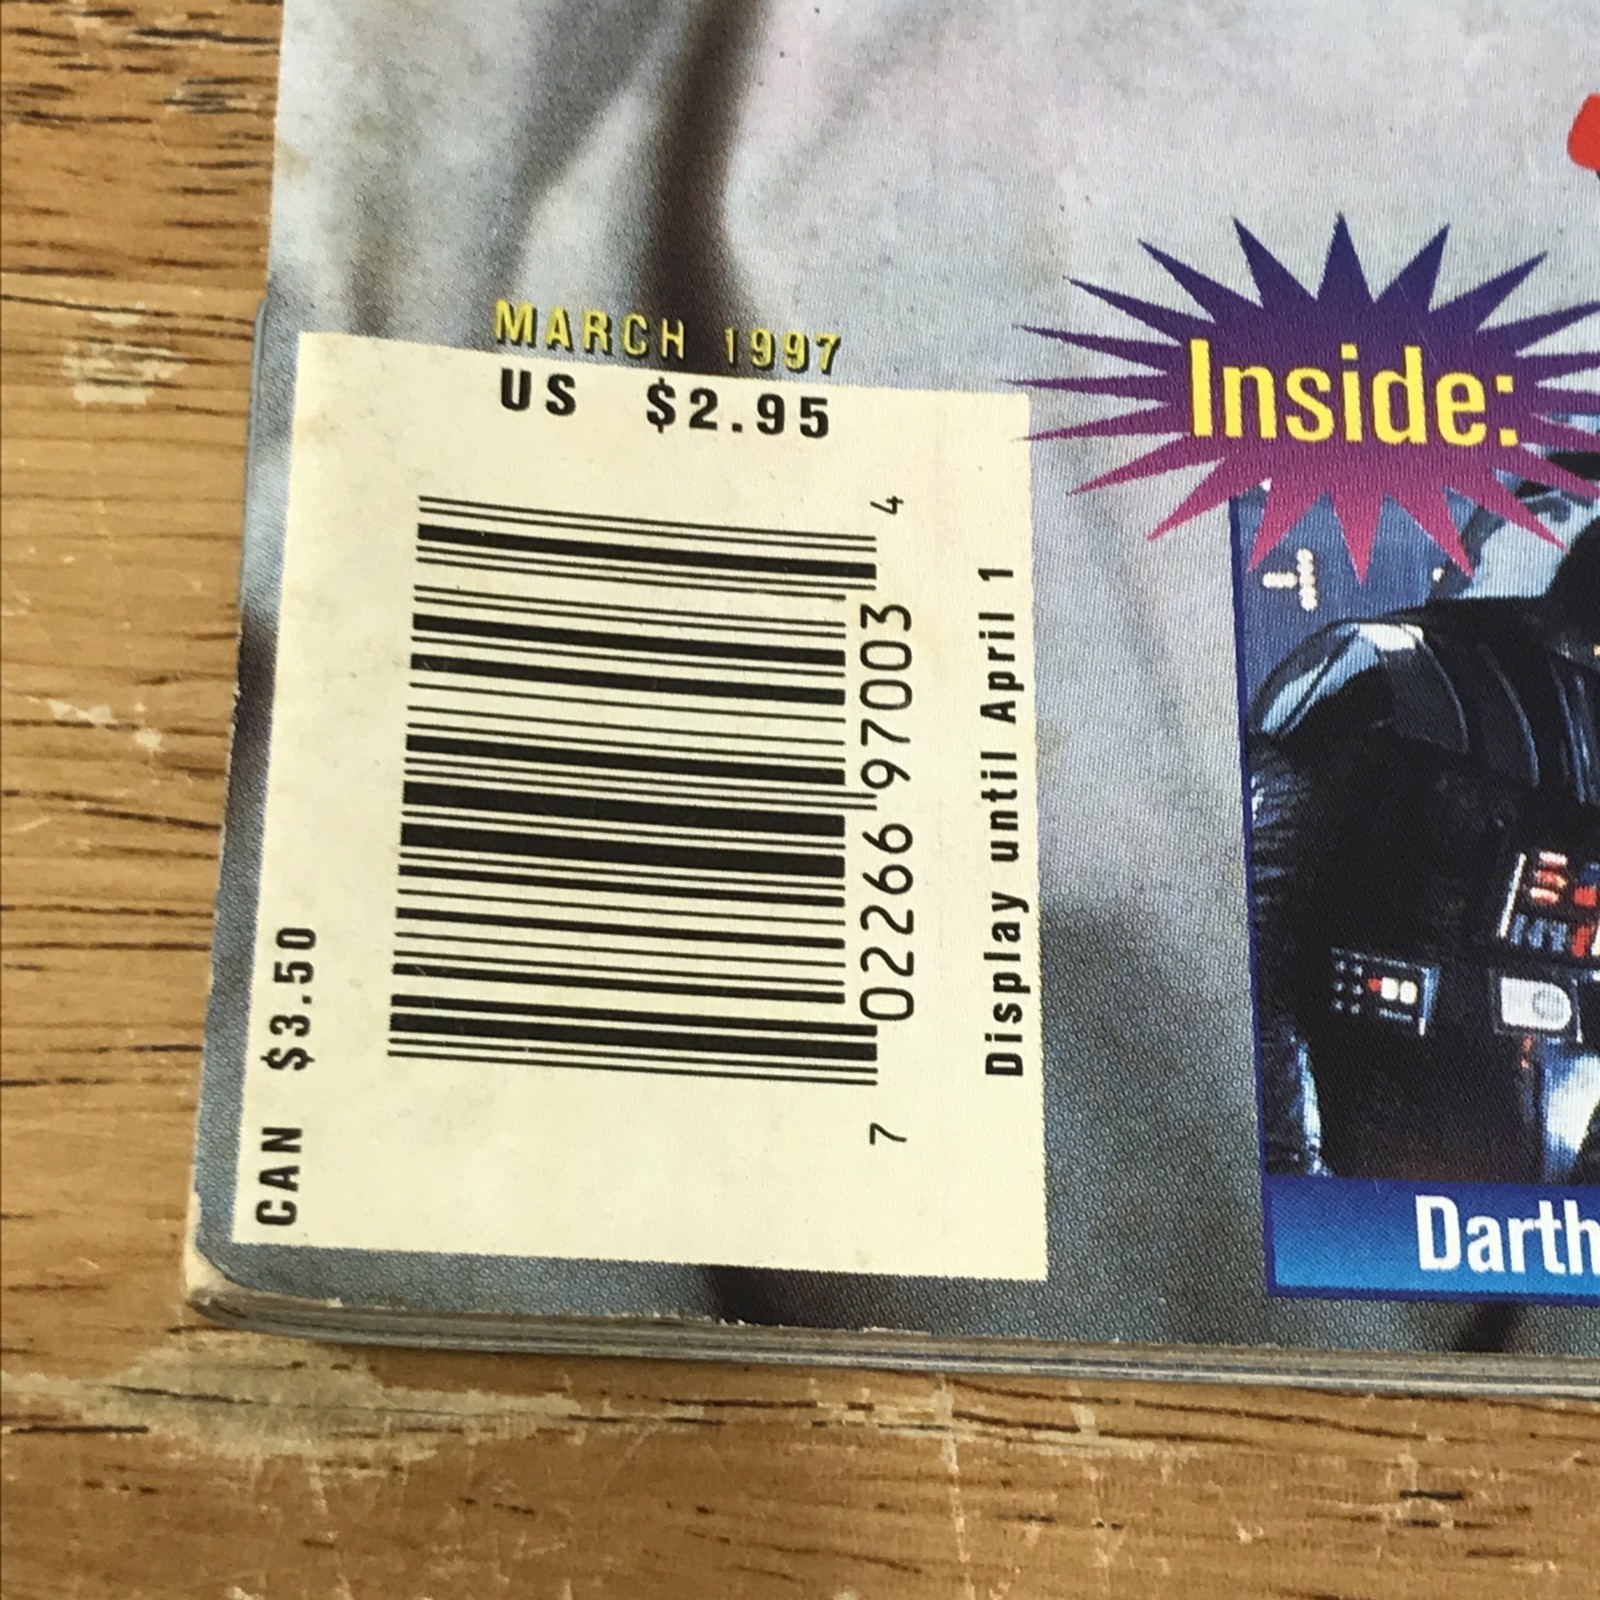 MARCH 1997
US $2.95
CAN $3.50
7 02266 97003 4
Display until April 1
Inside:
Darth